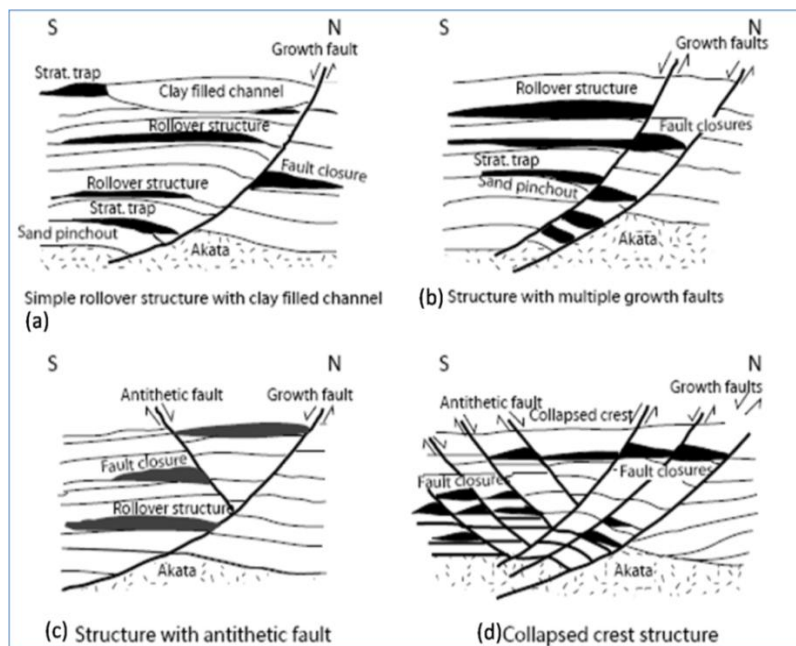 S N
Growth fault
Strat. trap
Clay filled channel
Rollover structure
Fault closure
Rollover structure
Strat. trap
Sand pinchout
Akata
Simple rollover structure with clay filled channel
(a)
S N
Growth faults
Rollover structure
Fault closures
Strat. trap
Sand pinchout
Akata
(b) Structure with multiple growth faults
S N
Antithetic fault Growth fault
Fault closure
Rollover structure
Akata
(c) Structure with antithetic fault
S N
Growth faults
Antithetic fault
Collapsed crest
Fault closure
Fault closures
Akata
(d)Collapsed crest structure